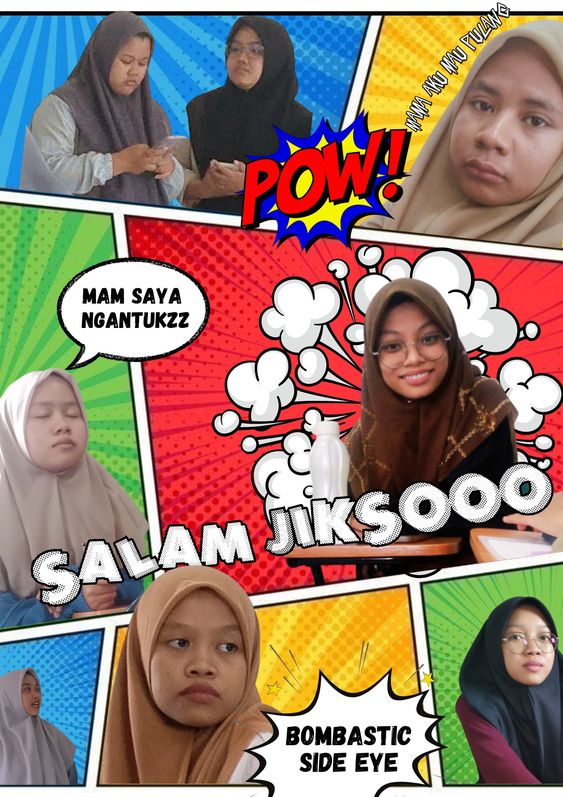 MAMA AKU MAU PULANG!
POW!
MAM SAYA
NGANTUKZZ
SALAM JIKSOOO
BOMBASTIC
SIDE EYE